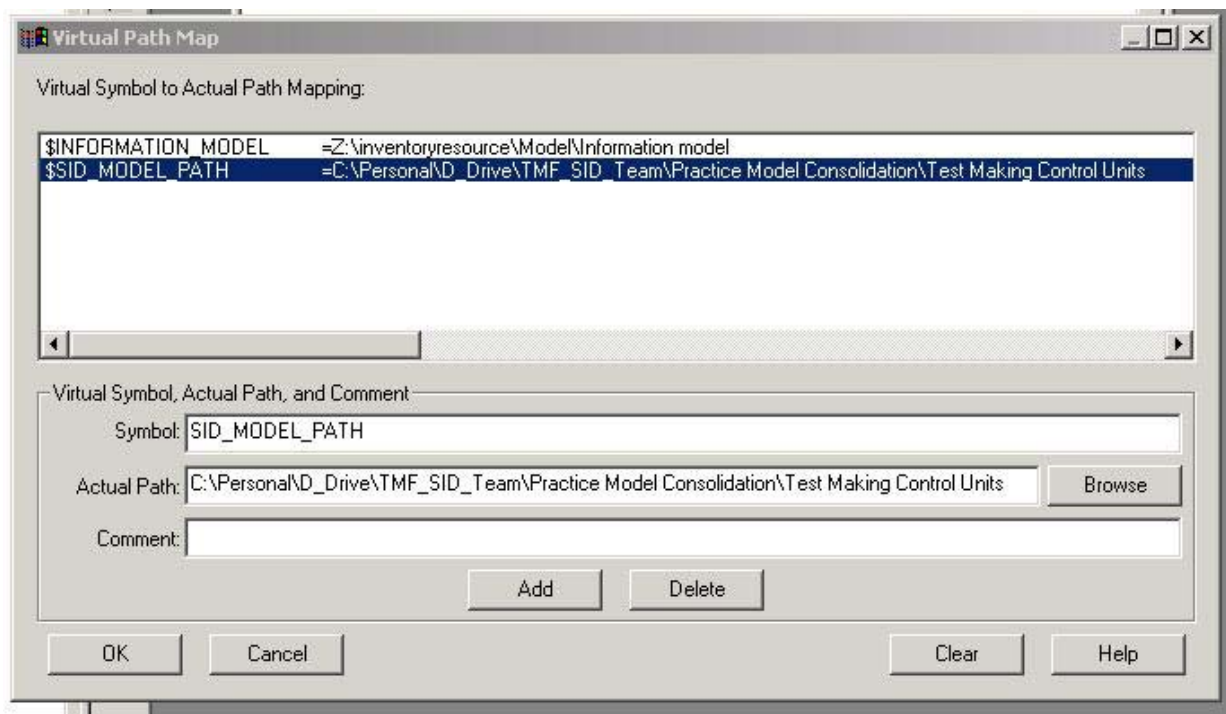 Virtual Path Map
Virtual Symbol to Actual Path Mapping:
$INFORMATION_MODEL =Z:\inventoryresource\Model\Information model
$SID_MODEL_PATH =C:\Personal\D_Drive\TMF_SID_Team\Practice Model Consolidation\Test Making Control Units
Virtual Symbol, Actual Path, and Comment
Symbol: SID_MODEL_PATH
Actual Path: C:\Personal\D_Drive\TMF_SID_Team\Practice Model Consolidation\Test Making Control Units Browse
Comment:
Add Delete
OK Cancel Clear Help